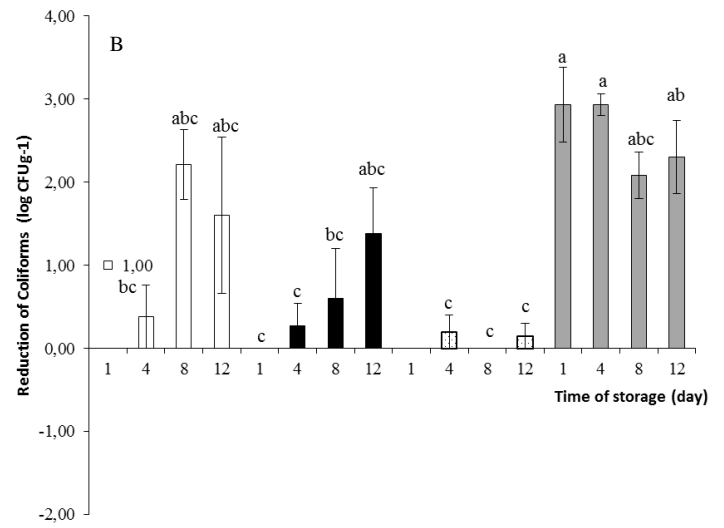 B
Reduction of Coliforms (log CFUg-1)
4,00
3,00
2,00
1,00
0,00
-1,00
-2,00
1,00
bc
abc
abc
c
c
bc
abc
c
c
c
a
a
abc
ab
1 4 8 12 1 4 8 12 1 4 8 12 1 4 8 12
Time of storage (day)